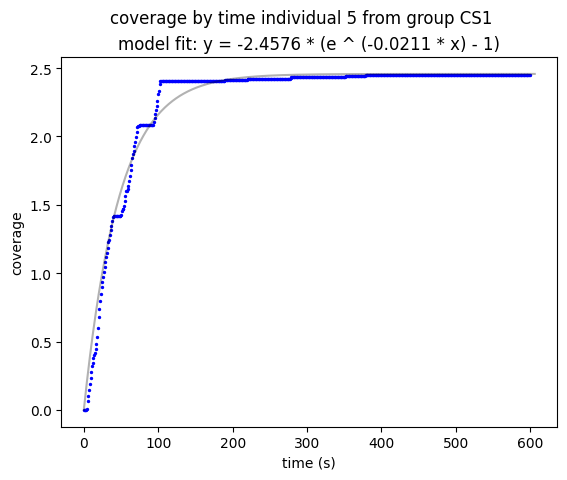 coverage by time individual 5 from group CS1
model fit: y = -2.4576 * (e ^ (-0.0211 * x) - 1)
2.5
2.0
1.5
1.0
0.5
0.0
coverage
0 100 200 300 400 500 600
time (s)